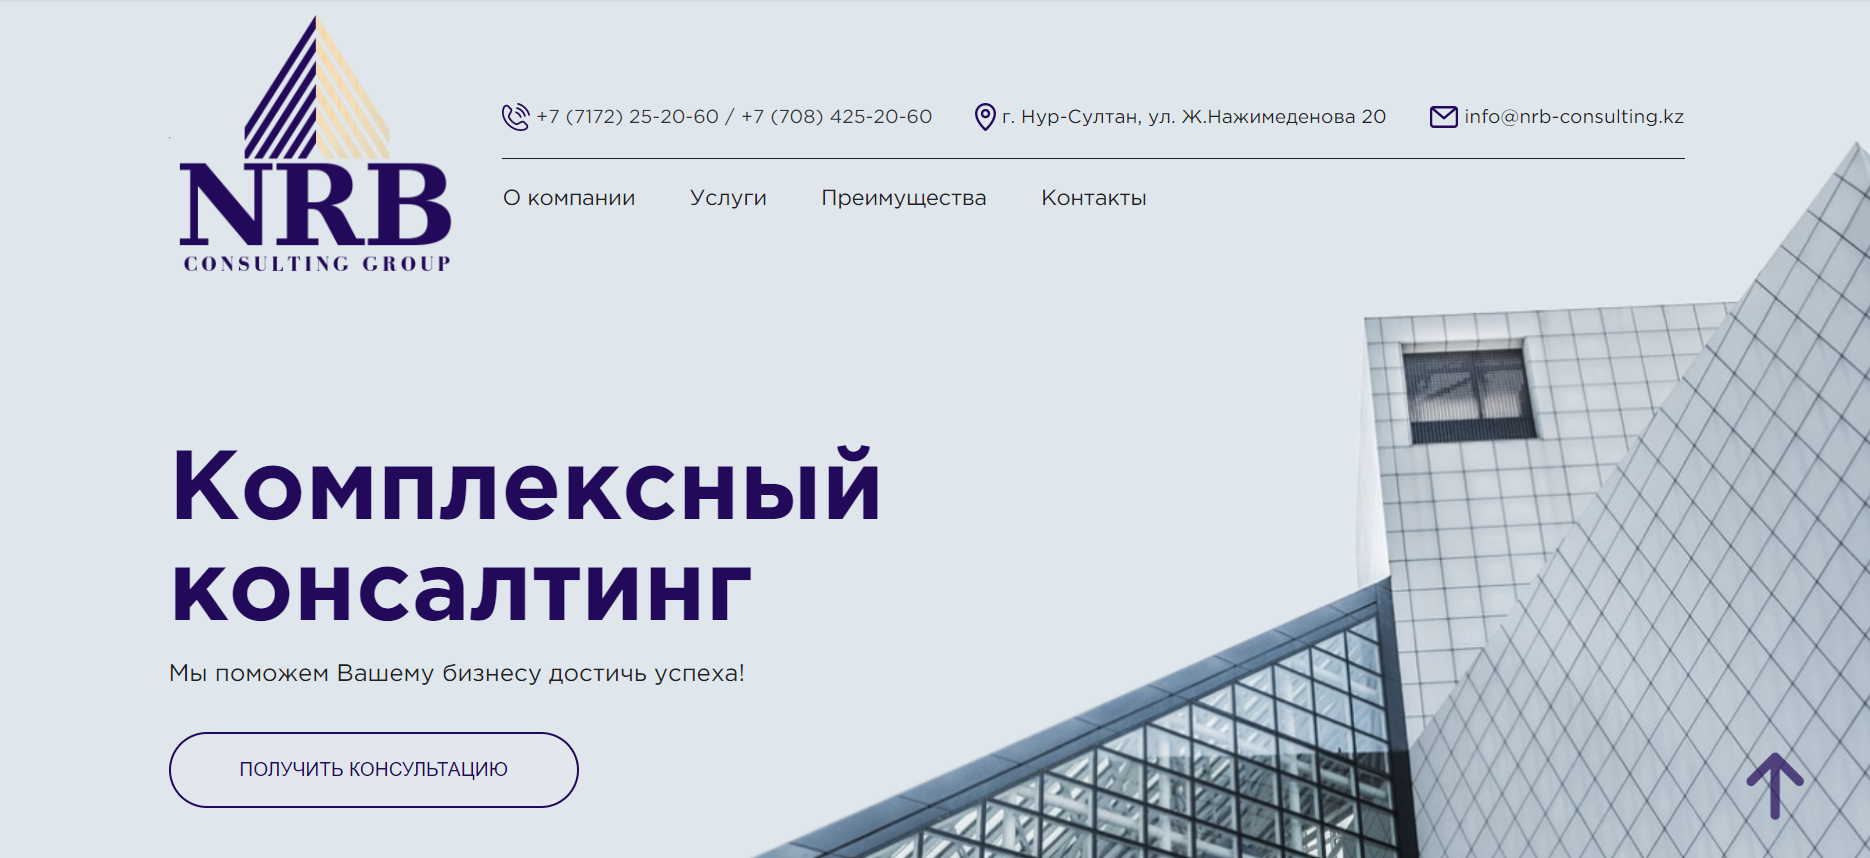 NRB
CONSULTING GROUP
+7 (7172) 25-20-60 / +7 (708) 425-20-60
г. Нур-Султан, ул. Ж.Нажимеденова 20
info@nrb-consulting.kz
О компании
Услуги
Преимущества
Контакты
Комплексный
консалтинг
Мы поможем Вашему бизнесу достичь успеха!
ПОЛУЧИТЬ КОНСУЛЬТАЦИЮ